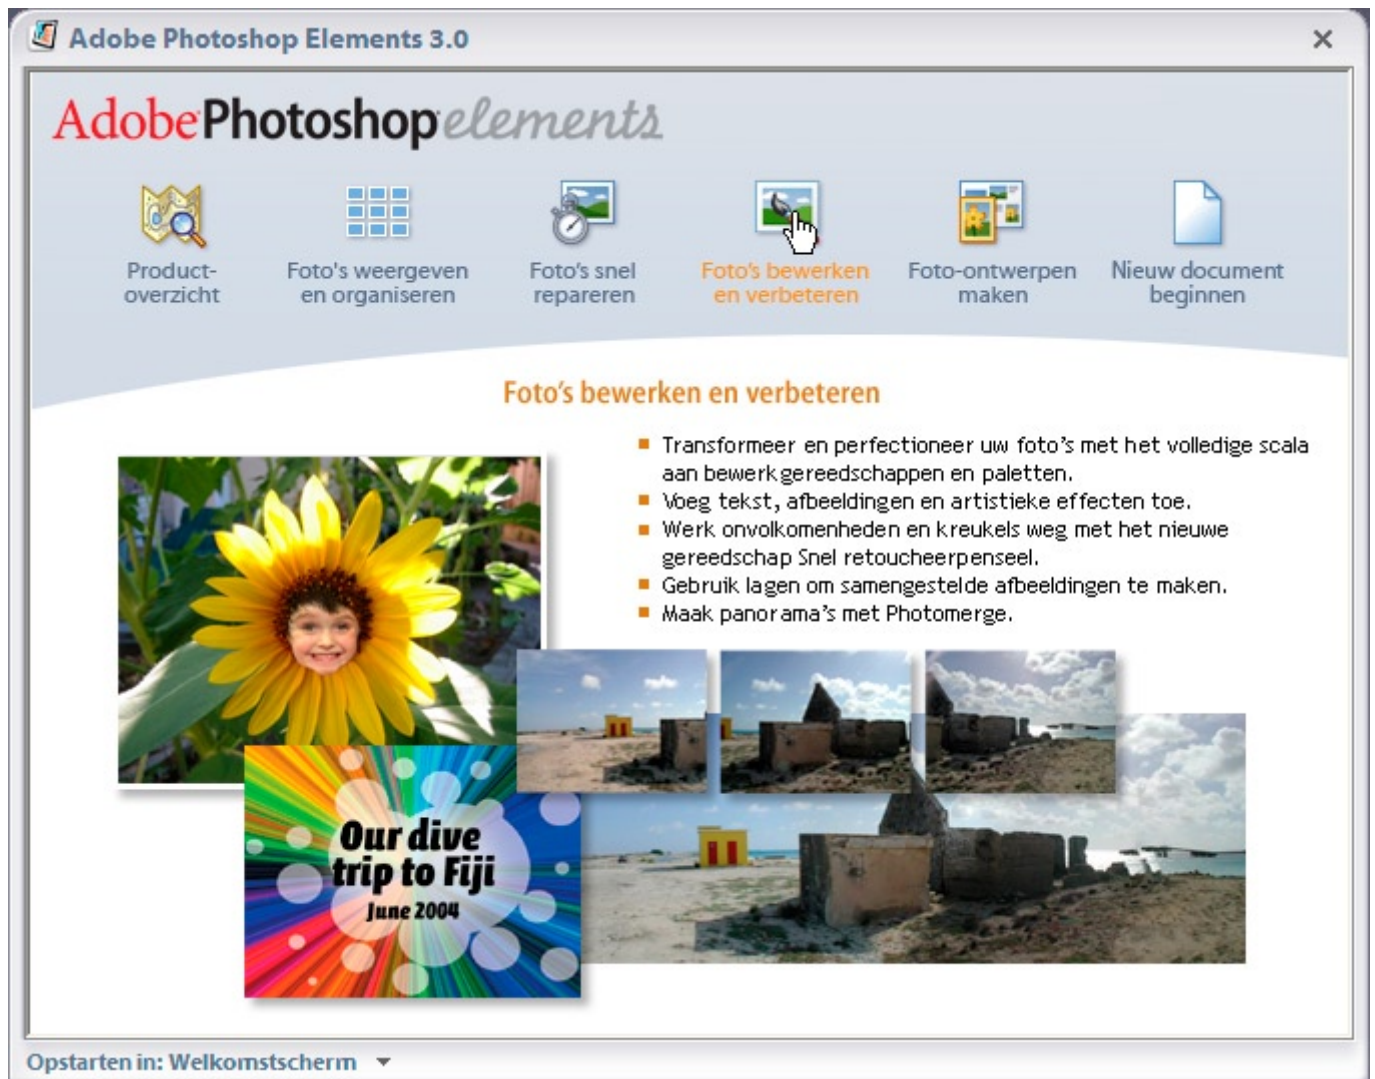 Adobe Photoshop Elements 3.0
Adobe Photoshop elements
Product-
overzicht
Foto's weergeven
en organiseren
Foto's snel
repareren
Foto's bewerken
en verbeteren
Foto-ontwerpen
maken
Nieuw document
beginnen
Foto's bewerken en verbeteren
Transformeer en perfectioneer uw foto's met het volledige scala
aan bewerkgereedschappen en paletten.
Voeg tekst, afbeeldingen en artistieke effecten toe.
Werk onvolkomenheden en kreukels weg met het nieuwe
gereedschap Snel retoucheerpenseel.
Gebruik lagen om samengestelde afbeeldingen te maken.
Maak panorama's met Photomerge.
Our dive
trip to Fiji
June 2004
Opstarten in: Welkomstscherm